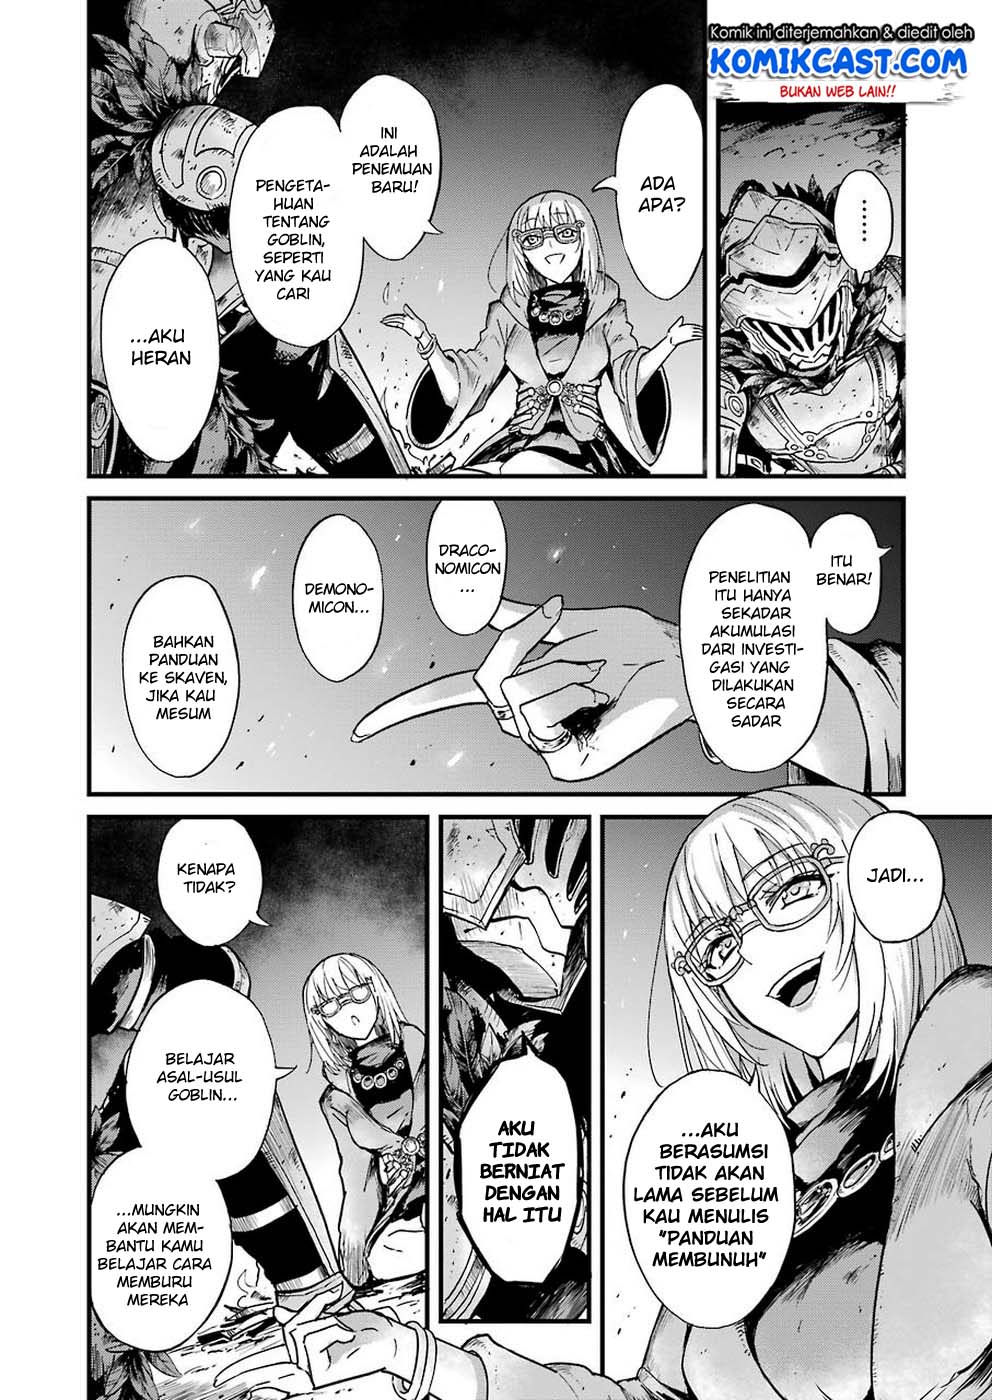 Komik ini diterjemahkan & diedit oleh
KOMIKCAST.COM
BUKAN WEB LAIN!!
......
ADA
APA?
INI
ADALAH
PENEMUAN
BARU!
PENGETA-
HUAN
TENTANG
GOBLIN,
SEPERTI
YANG KAU
CARI
...AKU
HERAN
ITU
BENAR!
PENELITIAN
ITU HANYA
SEKADAR
AKUMULASI
DARI INVESTI-
GASI YANG
DILAKUKAN
SECARA
SADAR
DRACO-
NOMICON
...
DEMONO-
MICON...
BAHKAN
PANDUAN
KE SKAVEN,
JIKA KAU
MESUM
JADI...
...AKU
BERASUMSI
TIDAK AKAN
LAMA SEBELUM
KAU MENULIS
"PANDUAN
MEMBUNUH"
AKU
TIDAK
BERNIAT
DENGAN
HAL ITU
KENAPA
TIDAK?
BELAJAR
ASAL-USUL
GOBLIN...
...MUNGKIN
AKAN MEM-
BANTU KAMU
BELAJAR CARA
MEMBURU
MEREKA